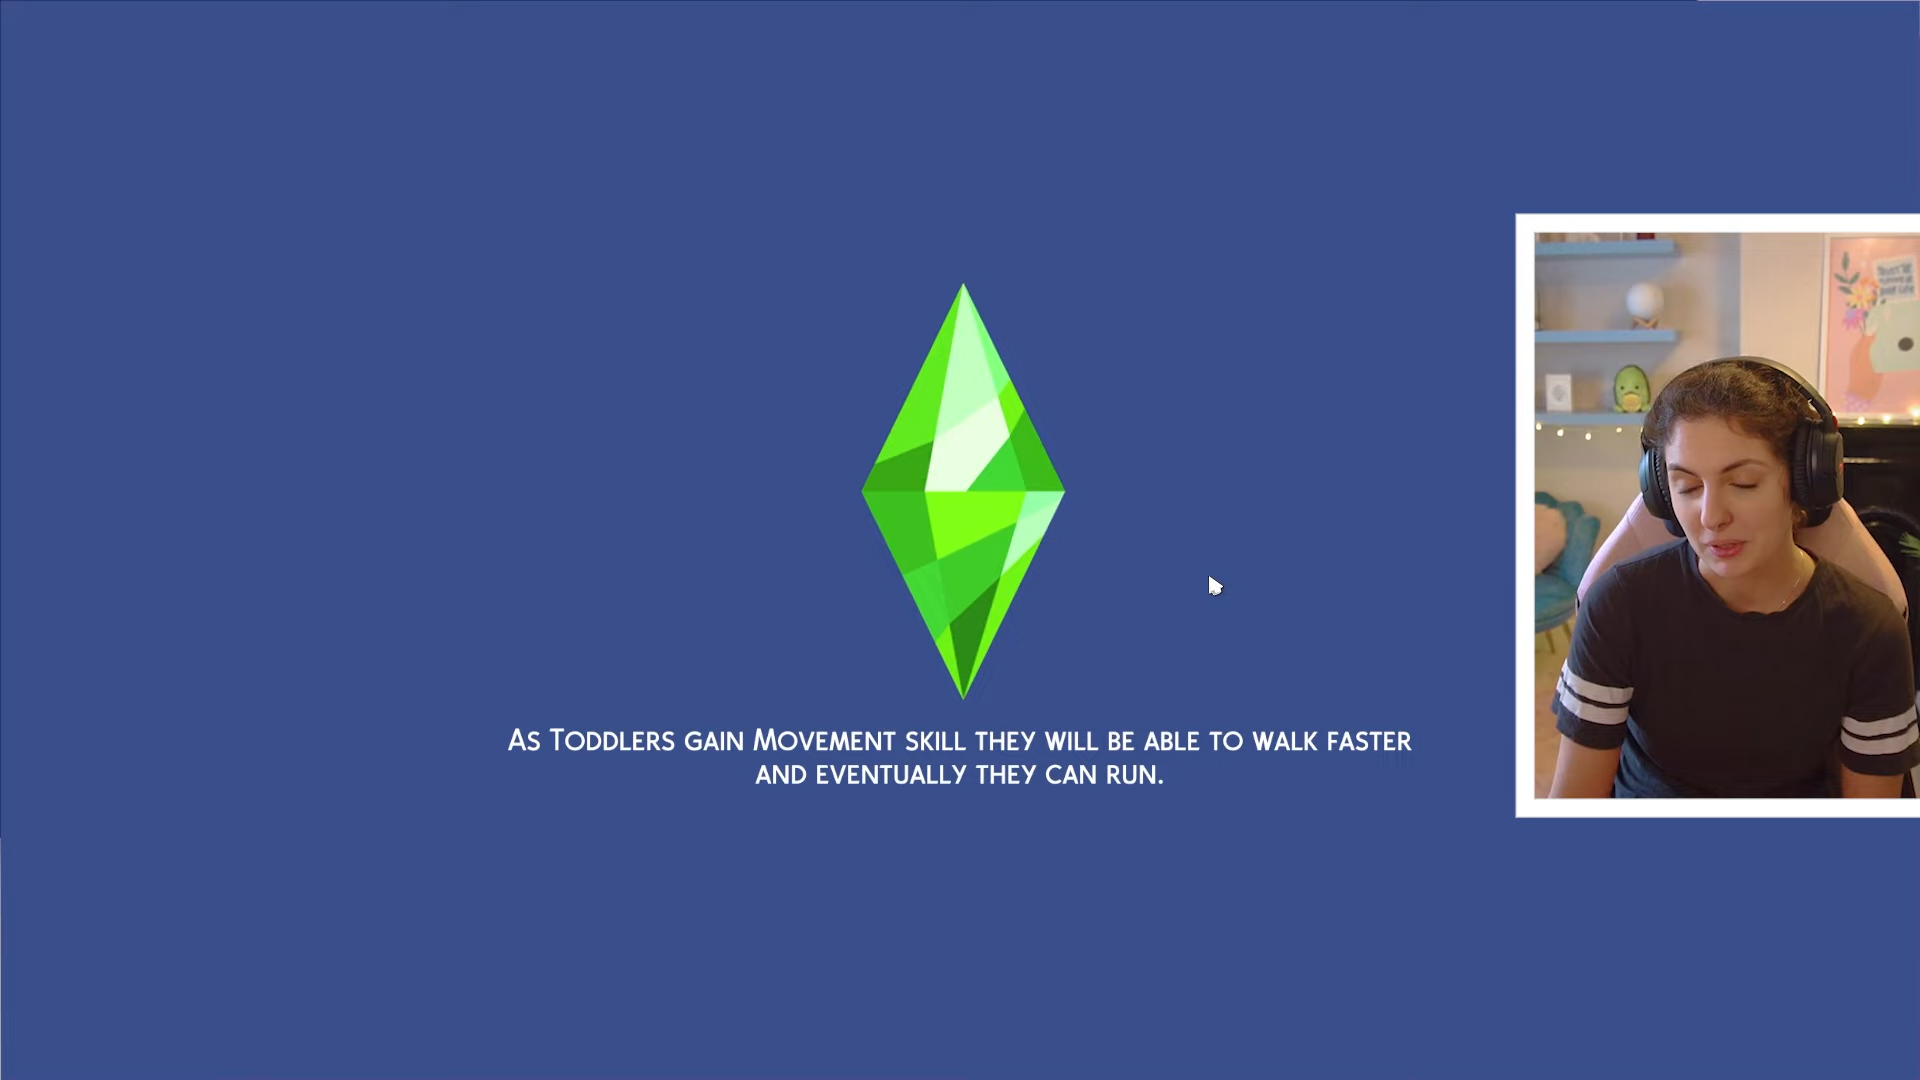 As Toddlers gain Movement skill they will be able to walk faster
and eventually they can run.